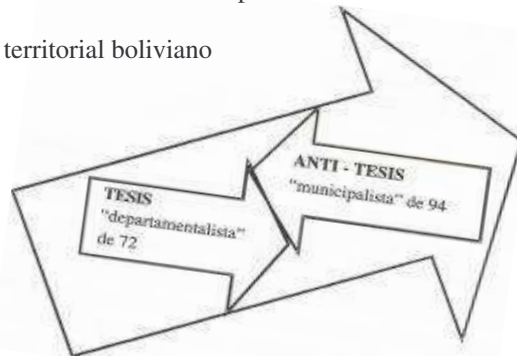 territorial boliviano
TESIS
"departamentalista"
de 72
ANTI - TESIS
"municipalista" de 94